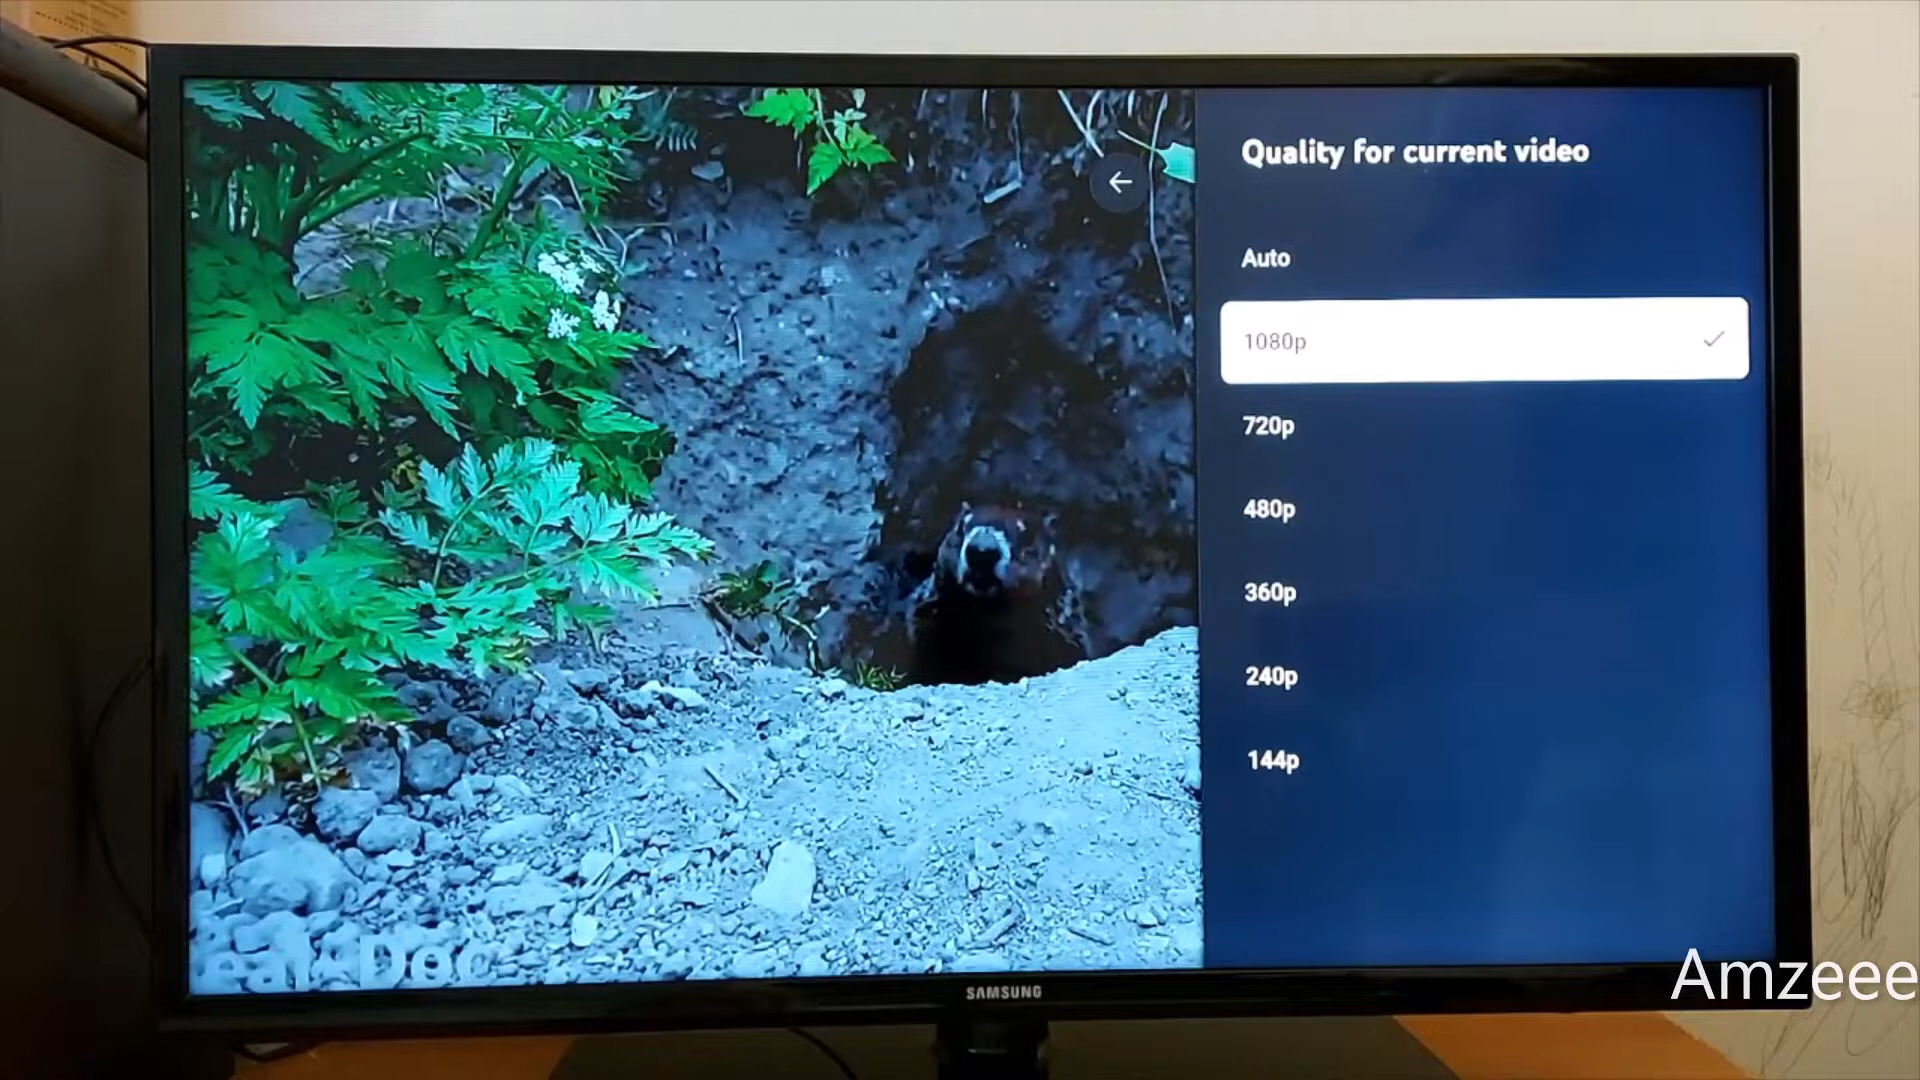 Quality for current video
Auto
1080p
720p
480p
360p
240p
144p
SAMSUNG
Amzeee